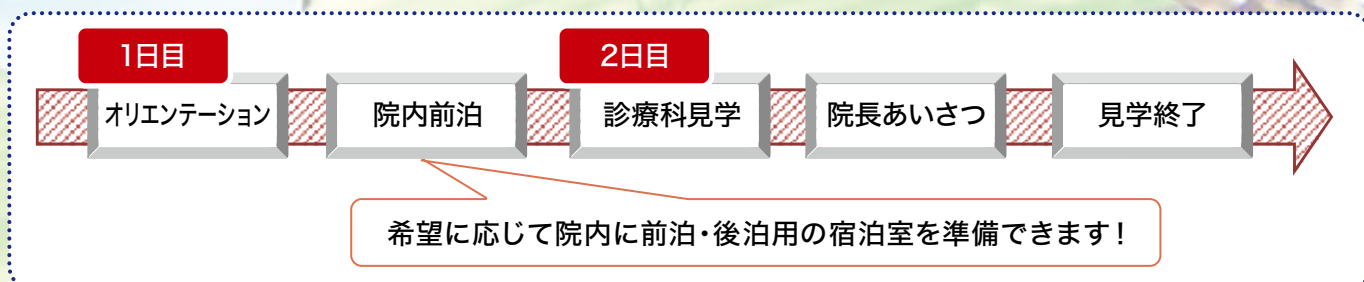 1日目
オリエンテーション
院内前泊
2日目
診療科見学
院長あいさつ
見学終了
希望に応じて院内に前泊・後泊用の宿泊室を準備できます!